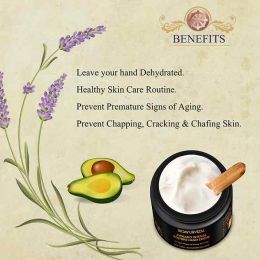 BENEFITS
Leave your hand Dehydrated.
Healthy Skin Care Routine.
Prevent Premature Signs of Aging.
Prevent Chapping, Cracking & Chafing Skin.